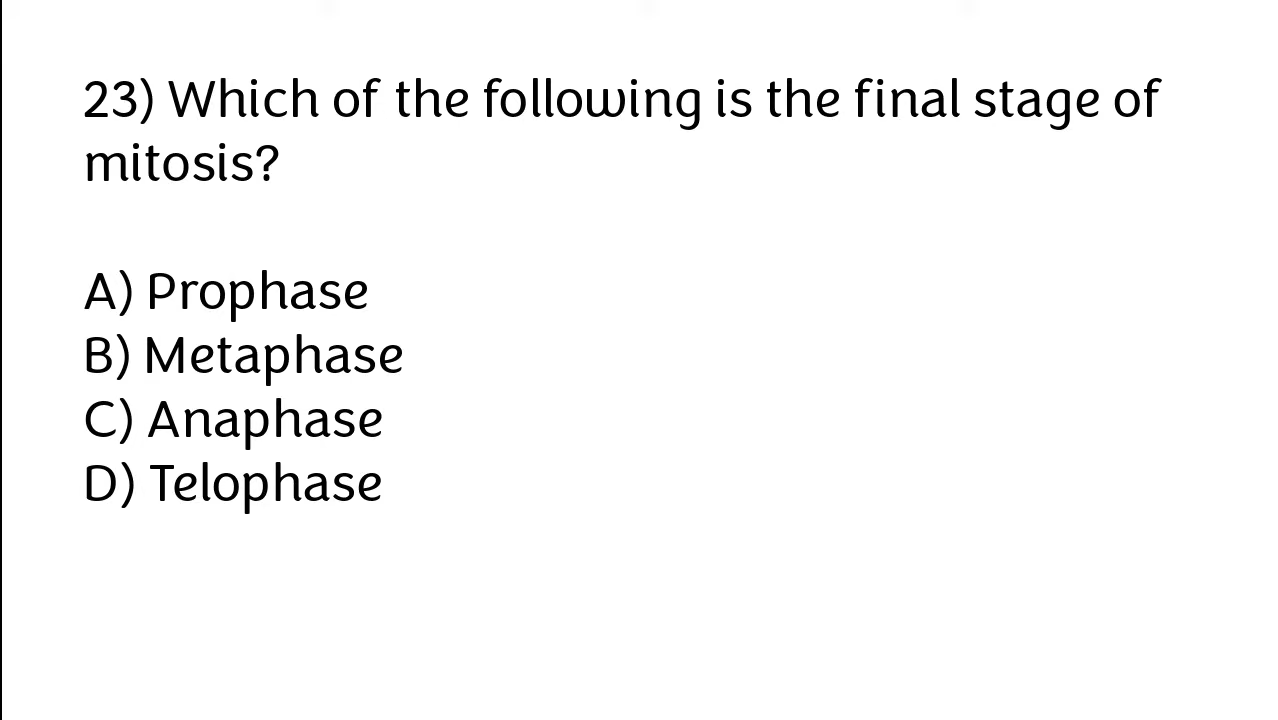 23) Which of the following is the final stage of
mitosis?
A) Prophase
B) Metaphase
C) Anaphase
D) Telophase